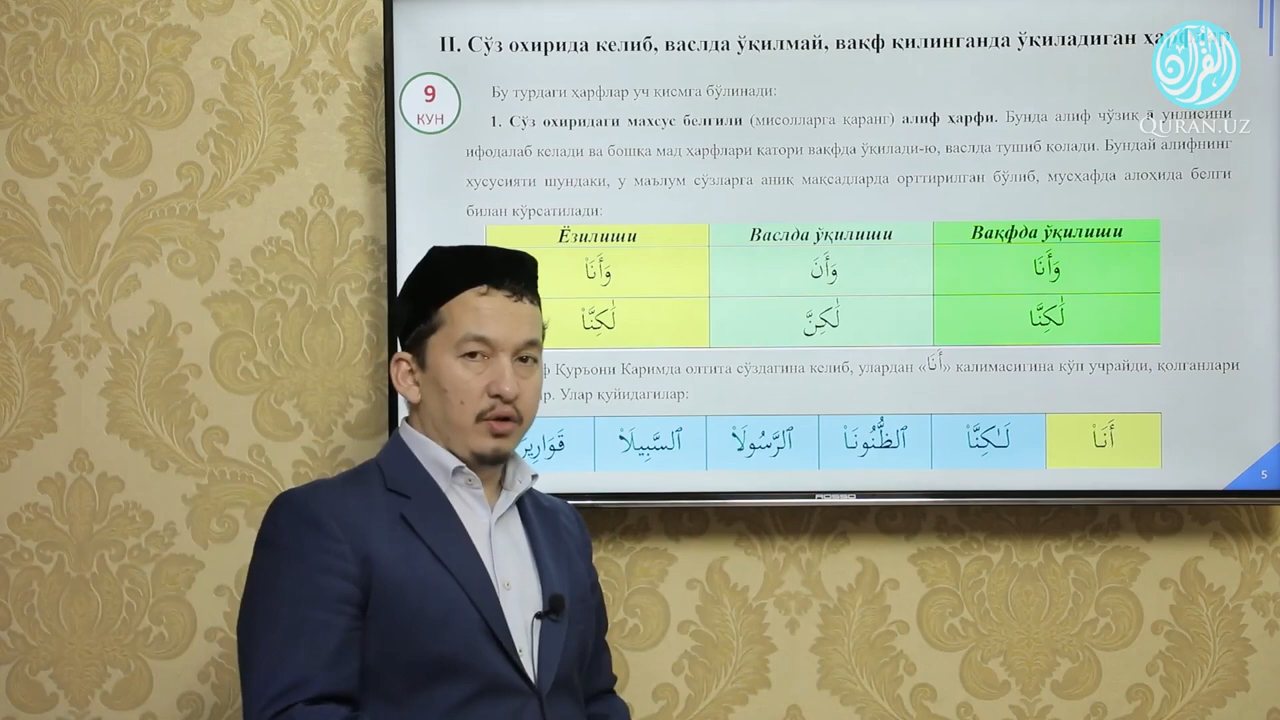 II. Сўз охирида келиб, васлда ўқилмай, вақф қилинганда ўқиладиган
QURAN.UZ
9
КУН
Бу турдаги ҳарфлар уч қисмга бўлинади:
1. Сўз охиридаги махсус белгили (мисолларга қаранг) алиф ҳарфи. Бунда алиф чўзиқ ā унлисини
ифодалаб келади ва бошқа мад ҳарфлари қатори вақфда ўқилади-ю, васлда тушиб қолади. Бундай алифнинг
хусусияти шундаки, у маълум сўзларга аниқ мақсадларда орттирилган бўлиб, мусҳафда алоҳида белги
билан кўрсатилади:
Ёзилиши Васлда ўқилиши Вақфда ўқилиши
وَأَنَا۠ وَأَنَ وَأَنَا
لَٰكِنَّا۠ لَٰكِنَّ لَٰكِنَّا
Қуръони Каримда олтита сўздагина келиб, улардан «أَنَا۠» калимасигина кўп учрайди, қолганлари
Улар қуйидагилар:
أَنَا۠ لَـٰكِنَّا۠ ٱلظُّنُونَا۠ ٱلرَّسُولَا۠ ٱلسَّبِيلَا۠
5